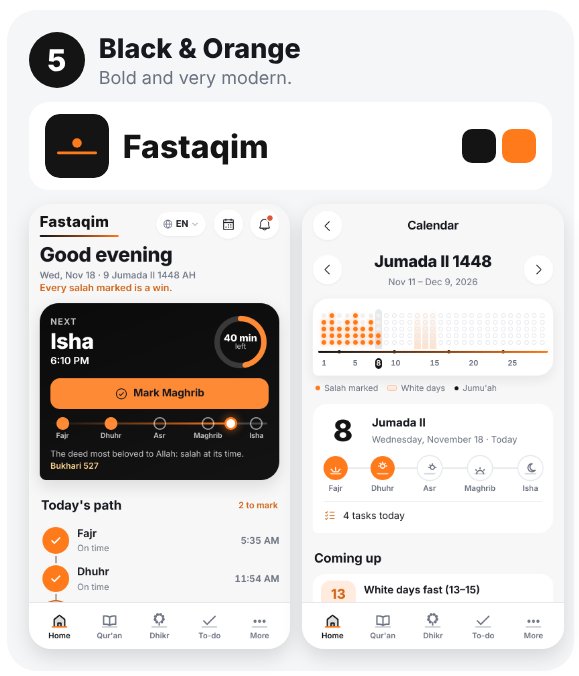 5
Black & Orange
Bold and very modern.
Fastaqim
Fastaqim
EN
Good evening
Wed, Nov 18 · 9 Jumada II 1448 AH
Every salah marked is a win.
NEXT
Isha
6:10 PM
40 min
left
Mark Maghrib
Fajr Dhuhr Asr Maghrib Isha
The deed most beloved to Allah: salah at its time.
Bukhari 527
Today's path
2 to mark
Fajr
On time
5:35 AM
Dhuhr
On time
11:54 AM
Home Qur'an Dhikr To-do More
Calendar
Jumada II 1448
Nov 11 – Dec 9, 2026
1 5 8 10 15 20 25
Salah marked White days Jumu'ah
8
Jumada II
Wednesday, November 18 · Today
Fajr Dhuhr Asr Maghrib Isha
4 tasks today
Coming up
13
White days fast (13–15)
Home Qur'an Dhikr To-do More